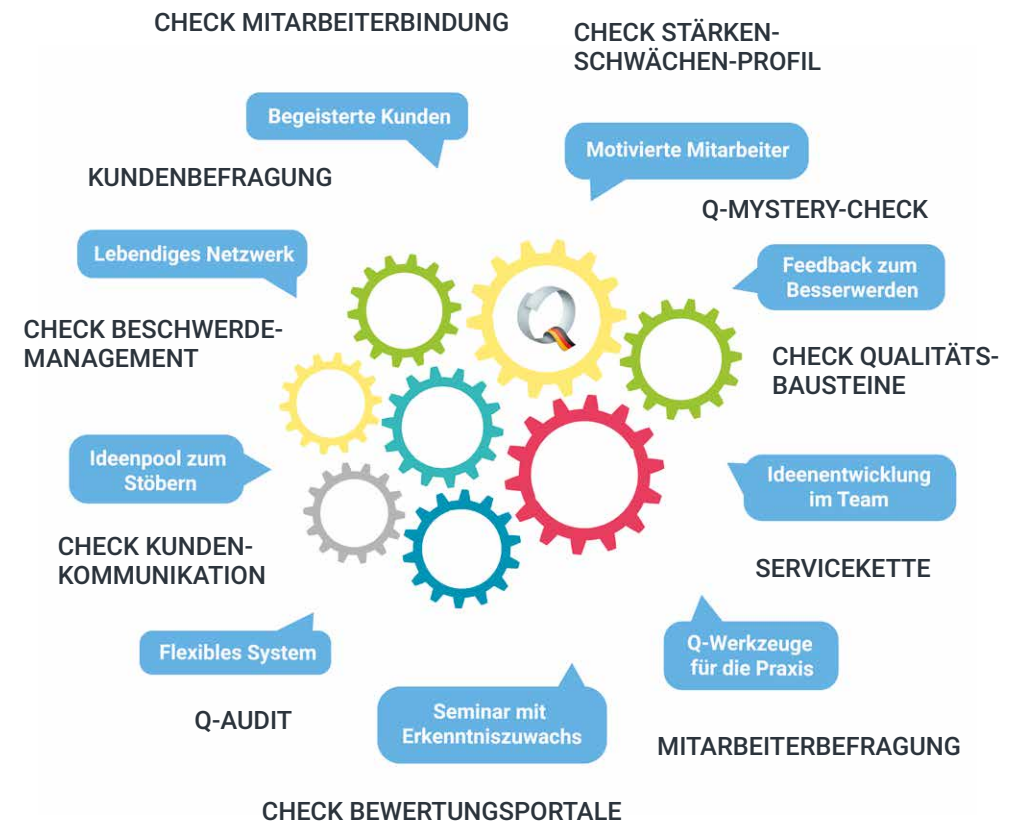 CHECK MITARBEITERBINDUNG
CHECK STÄRKEN-
SCHWÄCHEN-PROFIL
Begeisterte Kunden
Motivierte Mitarbeiter
KUNDENBEFRAGUNG
Q-MYSTERY-CHECK
Lebendiges Netzwerk
Feedback zum
Besserwerden
CHECK BESCHWERDE-
MANAGEMENT
CHECK QUALITÄTS-
BAUSTEINE
Ideenpool zum
Stöbern
Ideenentwicklung
im Team
CHECK KUNDEN-
KOMMUNIKATION
SERVICEKETTE
Flexibles System
Q-Werkzeuge
für die Praxis
Q-AUDIT
Seminar mit
Erkenntniszuwachs
MITARBEITERBEFRAGUNG
CHECK BEWERTUNGSPORTALE